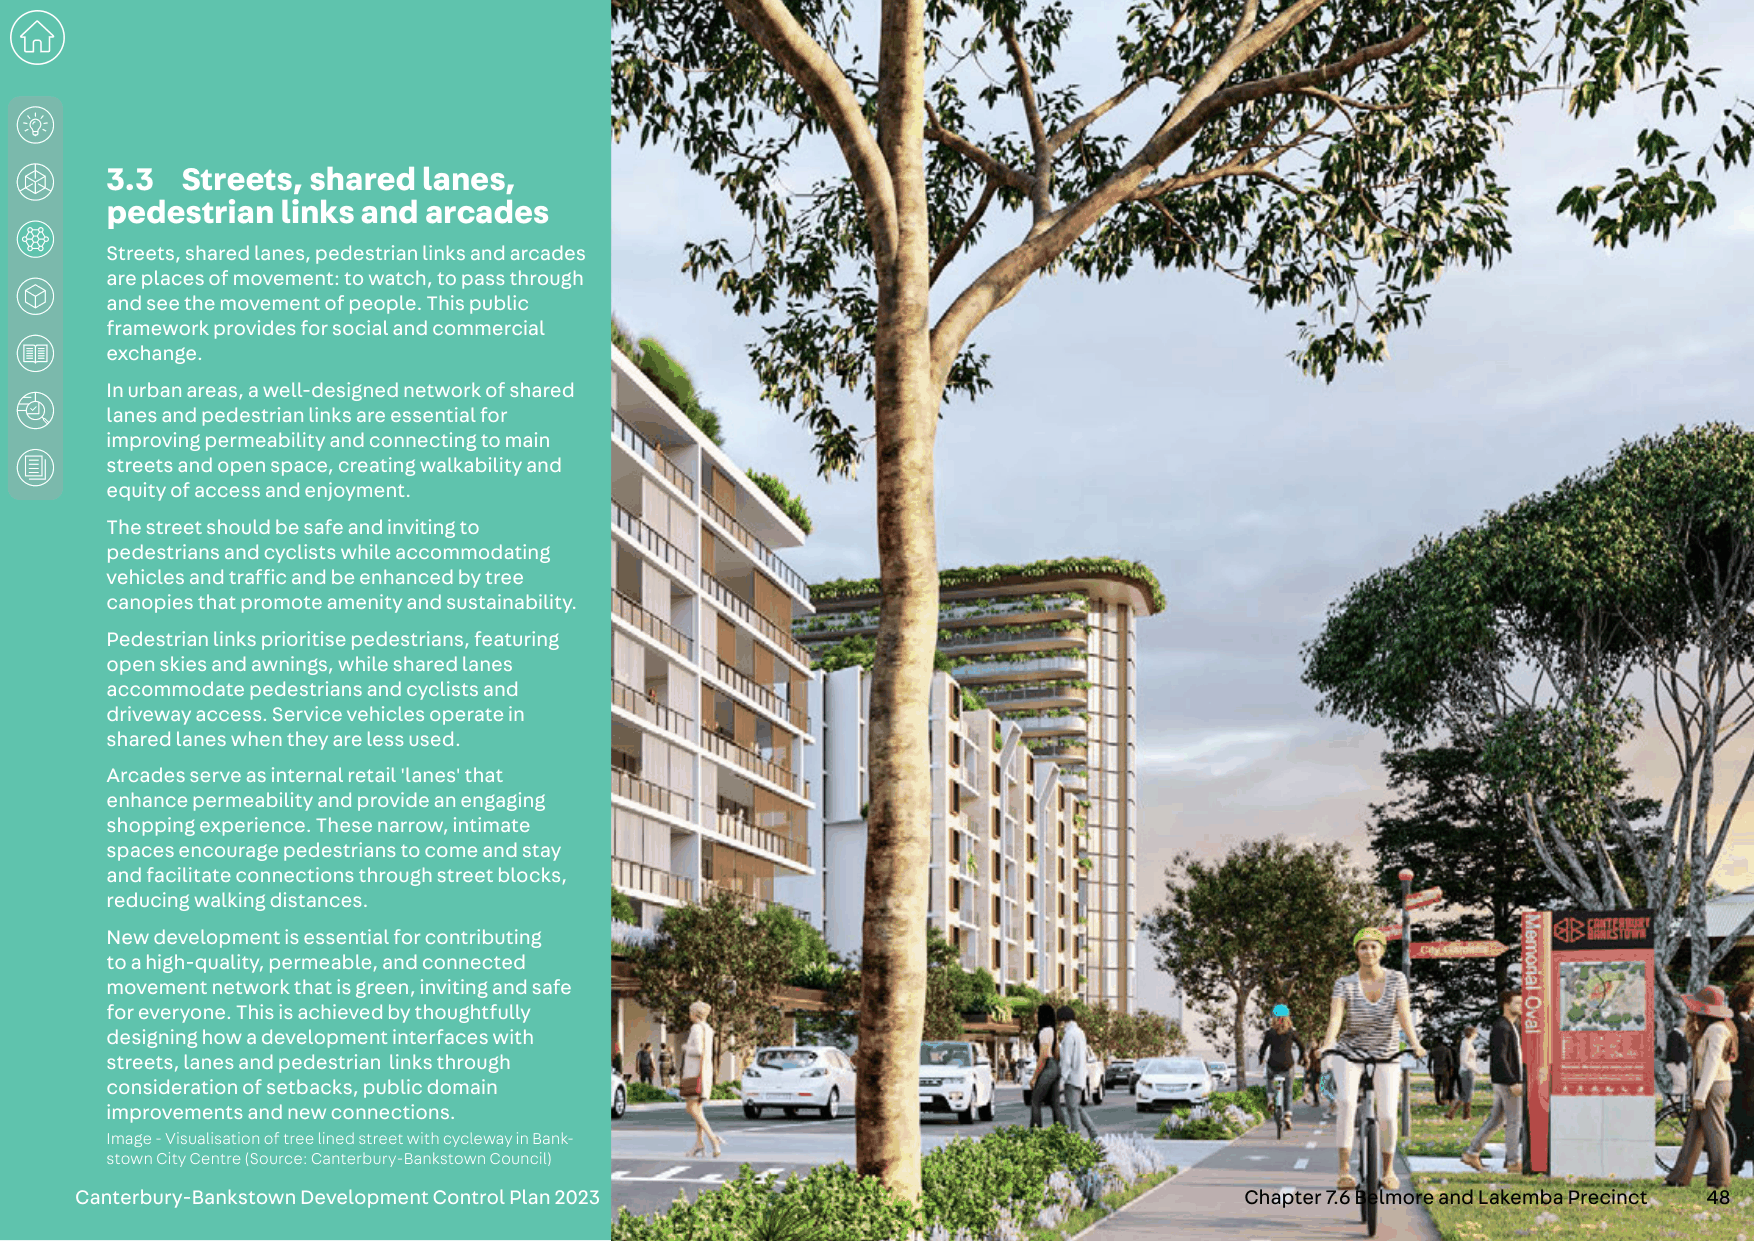 3.3 Streets, shared lanes,
pedestrian links and arcades
Streets, shared lanes, pedestrian links and arcades
are places of movement: to watch, to pass through
and see the movement of people. This public
framework provides for social and commercial
exchange.
In urban areas, a well-designed network of shared
lanes and pedestrian links are essential for
improving permeability and connecting to main
streets and open space, creating walkability and
equity of access and enjoyment.
The street should be safe and inviting to
pedestrians and cyclists while accommodating
vehicles and traffic and be enhanced by tree
canopies that promote amenity and sustainability.
Pedestrian links prioritise pedestrians, featuring
open skies and awnings, while shared lanes
accommodate pedestrians and cyclists and
driveway access. Service vehicles operate in
shared lanes when they are less used.
Arcades serve as internal retail 'lanes' that
enhance permeability and provide an engaging
shopping experience. These narrow, intimate
spaces encourage pedestrians to come and stay
and facilitate connections through street blocks,
reducing walking distances.
New development is essential for contributing
to a high-quality, permeable, and connected
movement network that is green, inviting and safe
for everyone. This is achieved by thoughtfully
designing how a development interfaces with
streets, lanes and pedestrian links through
consideration of setbacks, public domain
improvements and new connections.
Image - Visualisation of tree lined street with cycleway in Bank-
stown City Centre (Source: Canterbury-Bankstown Council)
Canterbury-Bankstown Development Control Plan 2023
City Gardens
Memorial Oval
CANTERBURY
BANKSTOWN
Chapter 7.6 Belmore and Lakemba Precinct 48